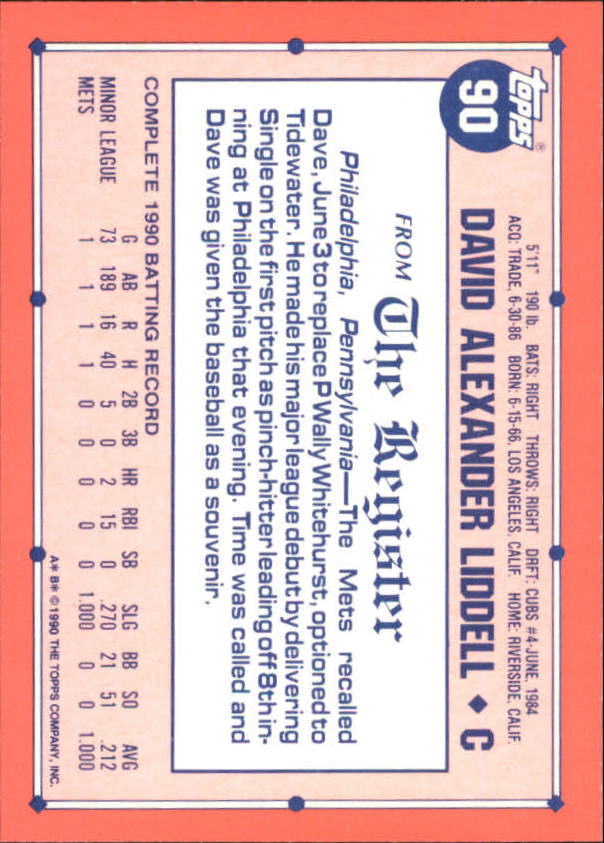 topps®
90
5'11" 190 lb. BATS: RIGHT THROWS: RIGHT DRFT: CUBS #4-JUNE, 1984
ACQ: TRADE, 6-30-86 BORN: 6-15-66, LOS ANGELES, CALIF. HOME: RIVERSIDE, CALIF.
DAVID ALEXANDER LIDDELL ◆ C
FROM The Register
Philadelphia, Pennsylvania—The Mets recalled
Dave, June 3 to replace P Wally Whitehurst, optioned to
Tidewater. He made his major league debut by delivering
Single on the first pitch as pinch-hitter leading off 8th in-
ning at Philadelphia that evening. Time was called and
Dave was given the baseball as a souvenir.
COMPLETE 1990 BATTING RECORD
G AB R H 2B 3B HR RBI SB SLG BB SO AVG
MINOR LEAGUE 73 189 16 40 5 0 2 15 0 .270 21 51 .212
METS 1 1 1 1 0 0 0 0 0 1.000 0 0 1.000
A* B* © 1990 THE TOPPS COMPANY, INC.